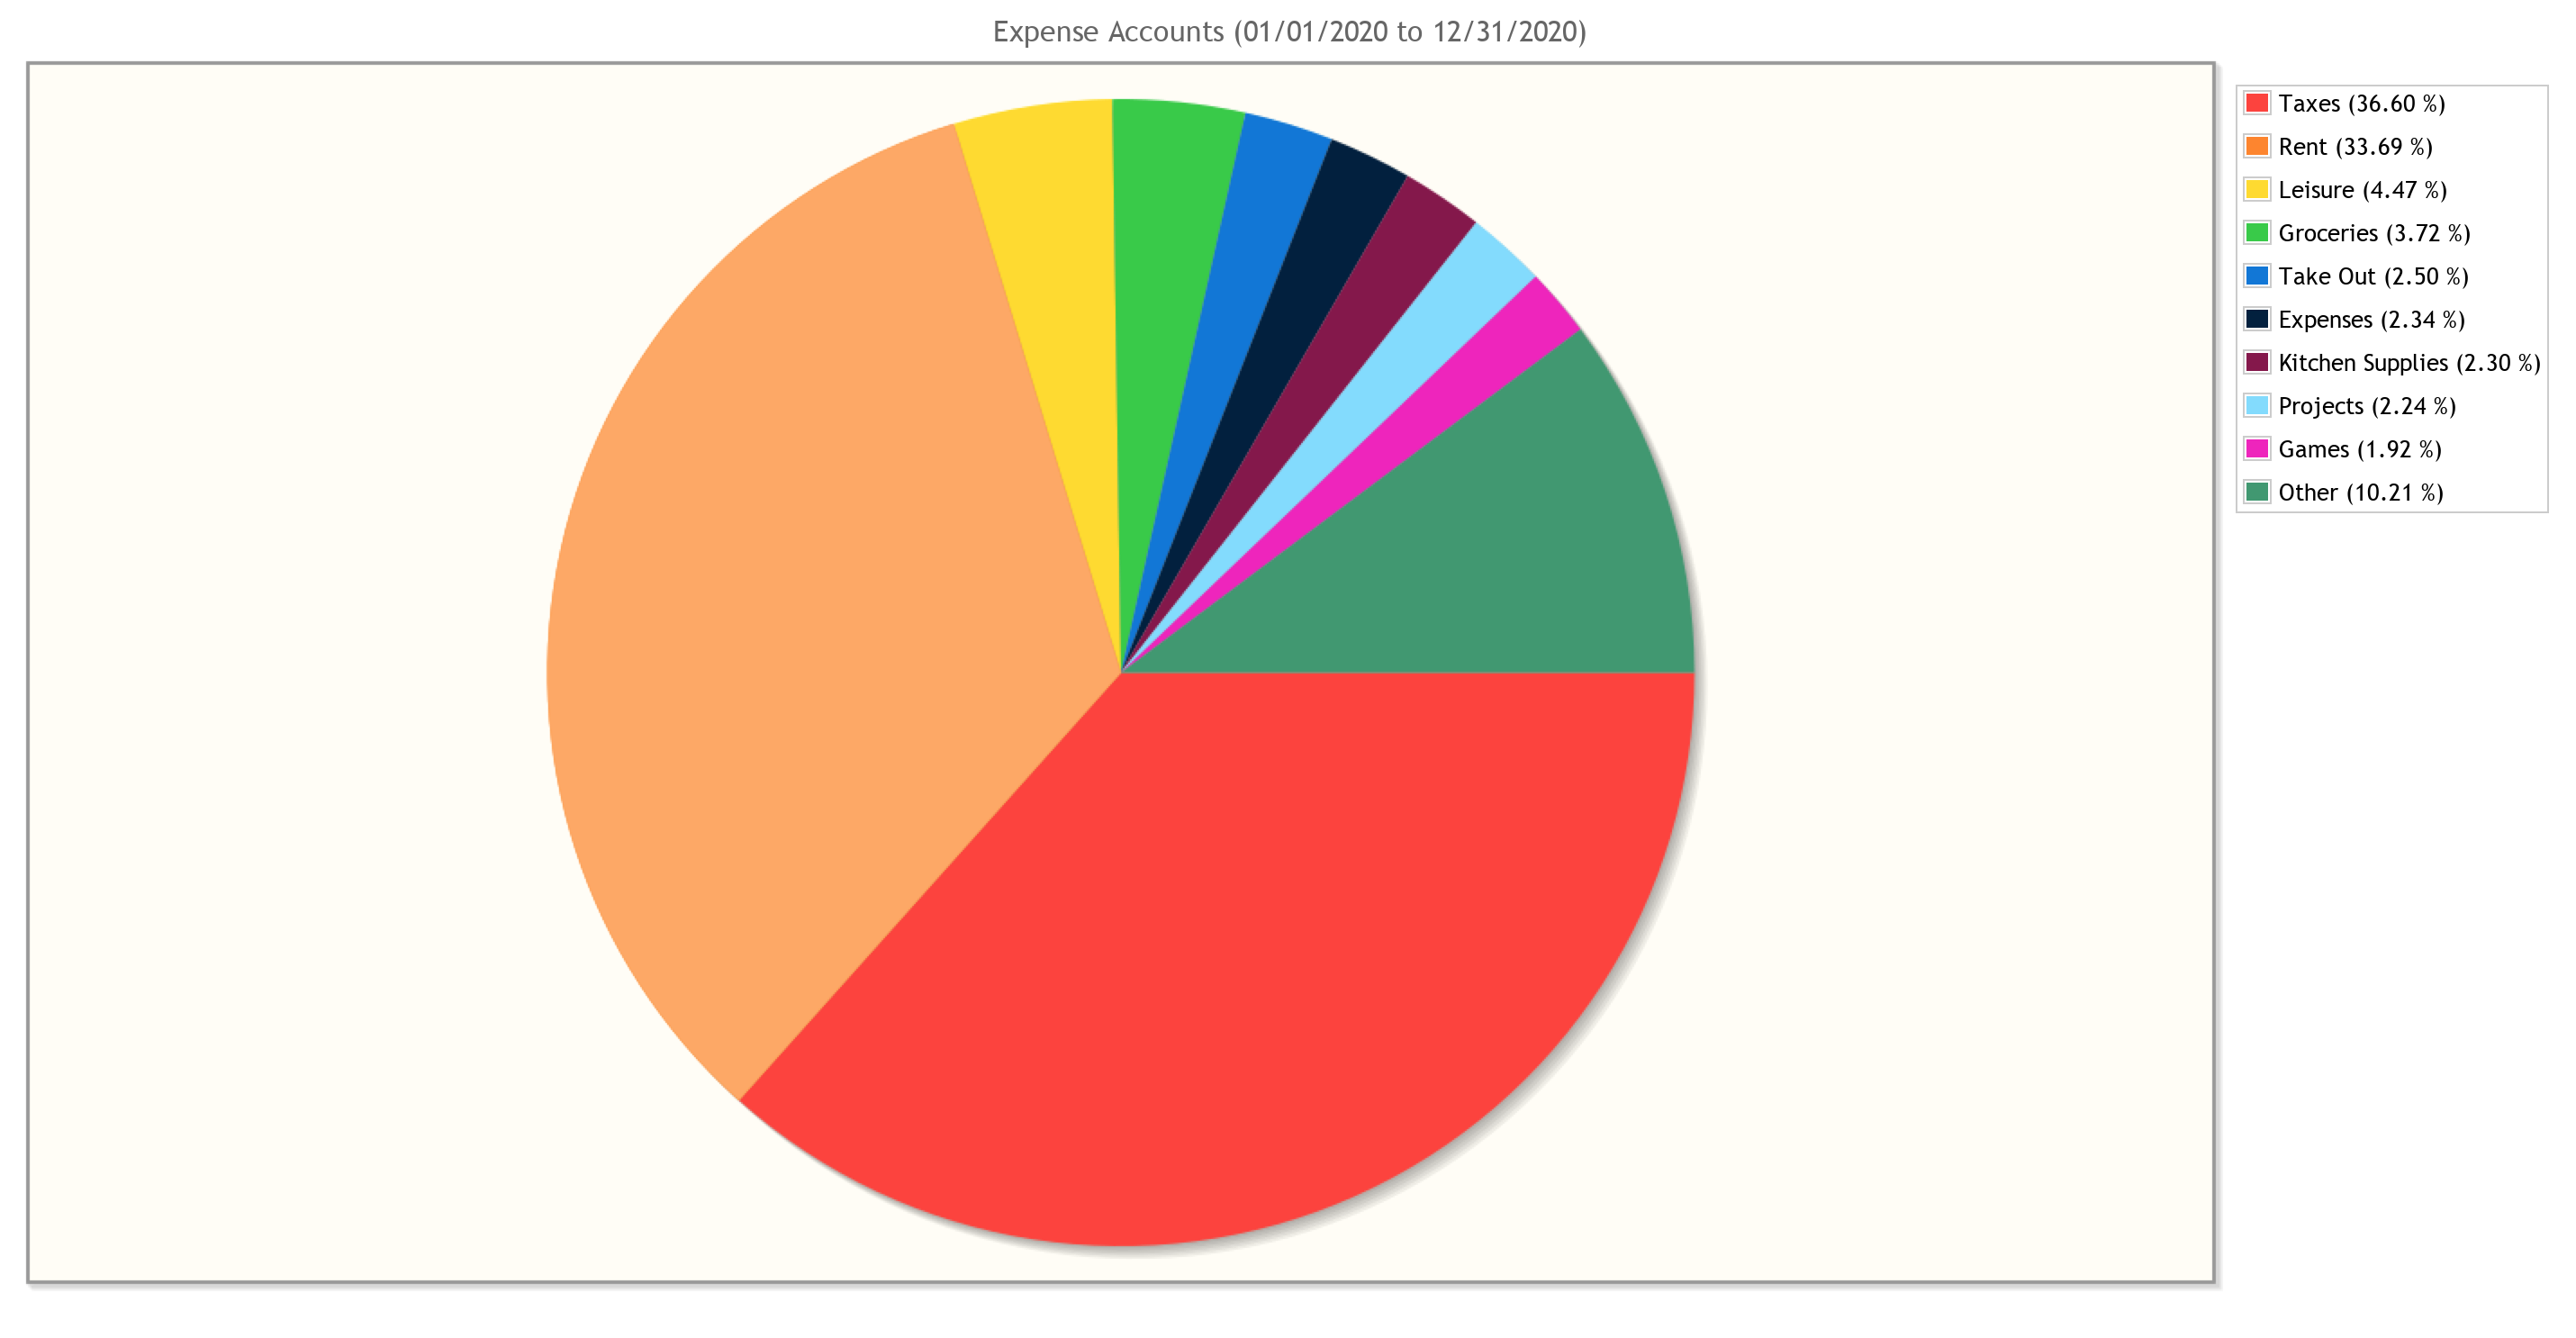 Expense Accounts (01/01/2020 to 12/31/2020)
Taxes (36.60 %)
Rent (33.69 %)
Leisure (4.47 %)
Groceries (3.72 %)
Take Out (2.50 %)
Expenses (2.34 %)
Kitchen Supplies (2.30 %)
Projects (2.24 %)
Games (1.92 %)
Other (10.21 %)